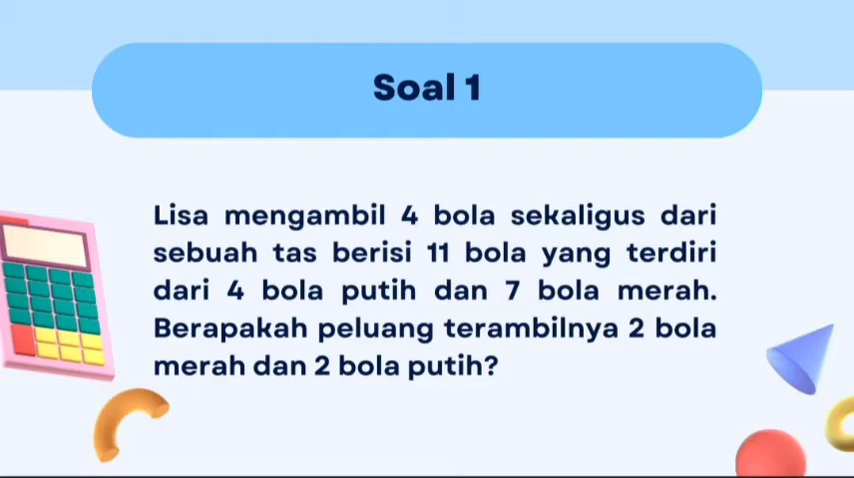 Soal 1
Lisa mengambil 4 bola sekaligus dari
sebuah tas berisi 11 bola yang terdiri
dari 4 bola putih dan 7 bola merah.
Berapakah peluang terambilnya 2 bola
merah dan 2 bola putih?